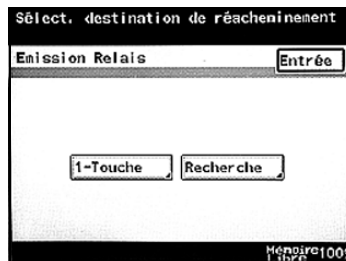 Sélect. destination de réacheminement
Emission Relais
Entrée
1-Touche
Recherche
Mémoire
Libre 100%